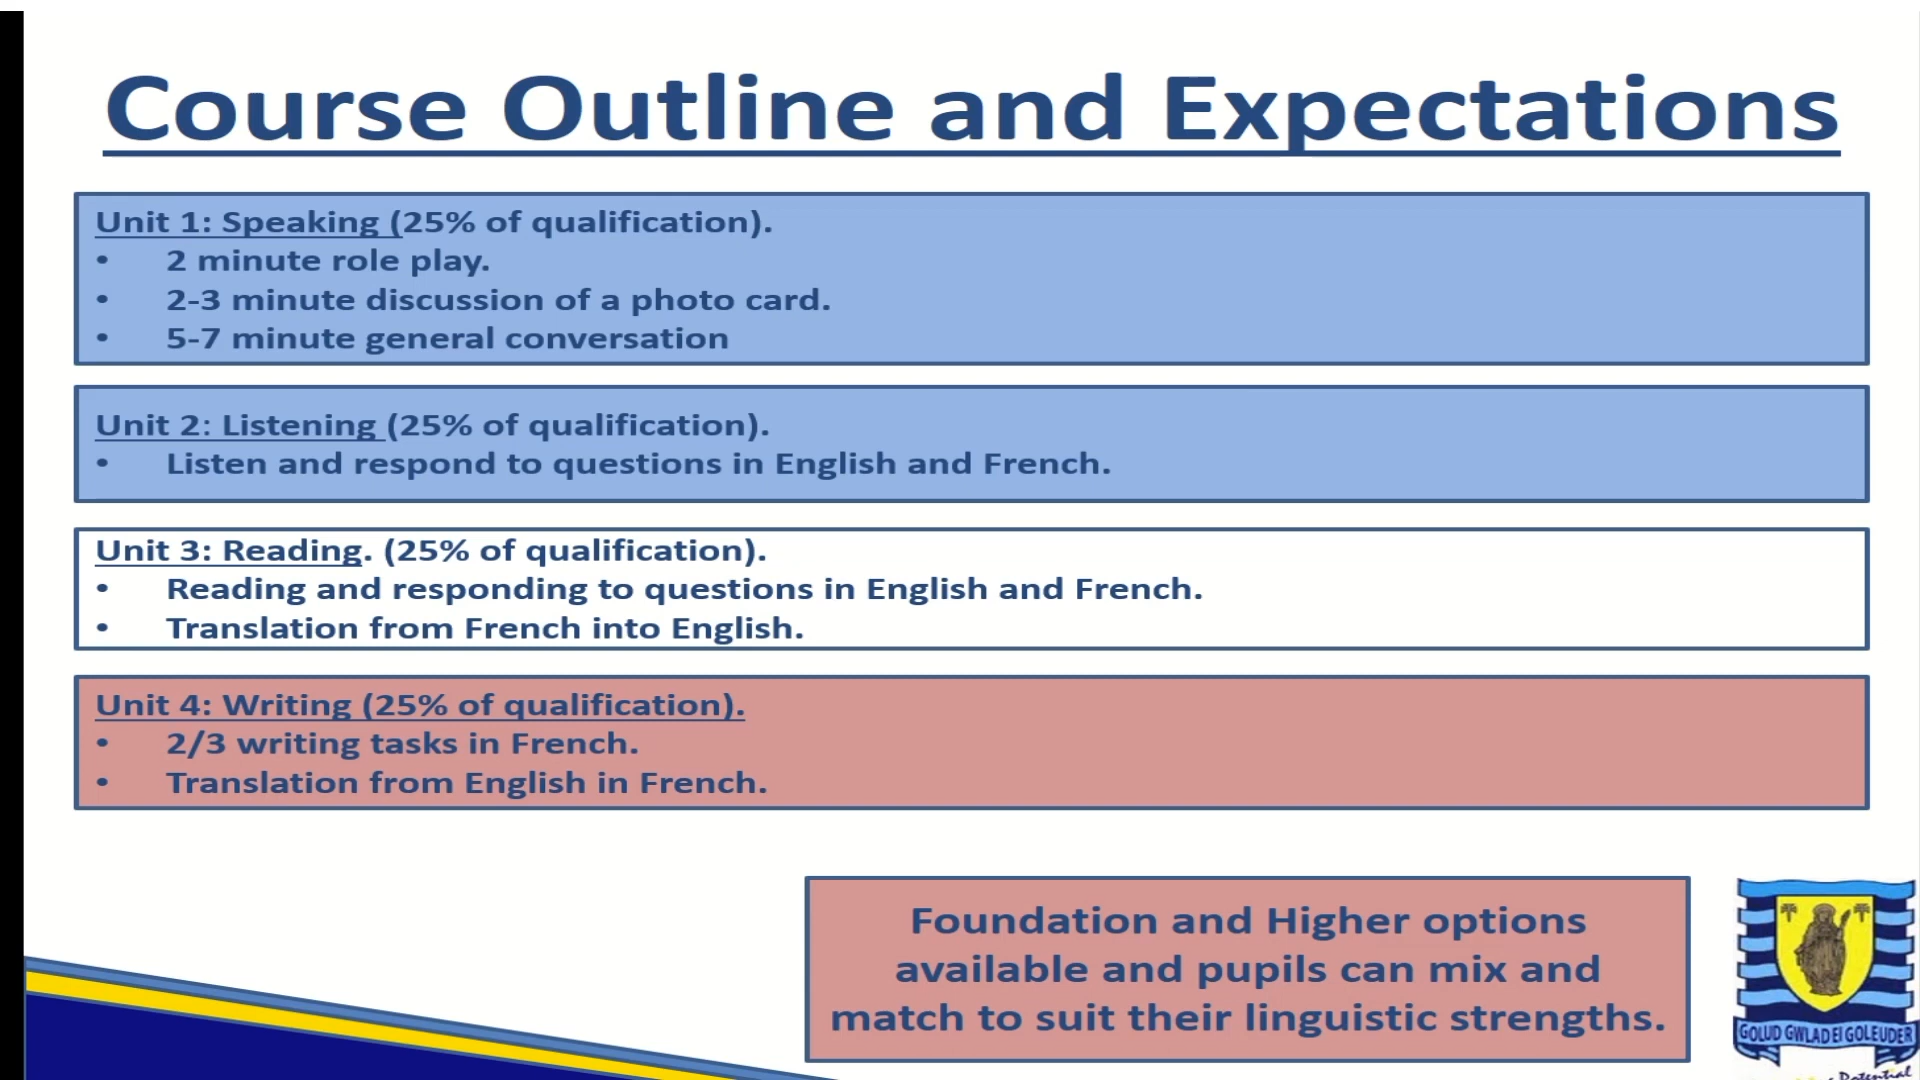 Course Outline and Expectations
Unit 1: Speaking (25% of qualification).
• 2 minute role play.
• 2-3 minute discussion of a photo card.
• 5-7 minute general conversation
Unit 2: Listening (25% of qualification).
• Listen and respond to questions in English and French.
Unit 3: Reading. (25% of qualification).
• Reading and responding to questions in English and French.
• Translation from French into English.
Unit 4: Writing (25% of qualification).
• 2/3 writing tasks in French.
• Translation from English in French.
Foundation and Higher options
available and pupils can mix and
match to suit their linguistic strengths.
GOLUD GWLAD EI GOLEUDER
Potential